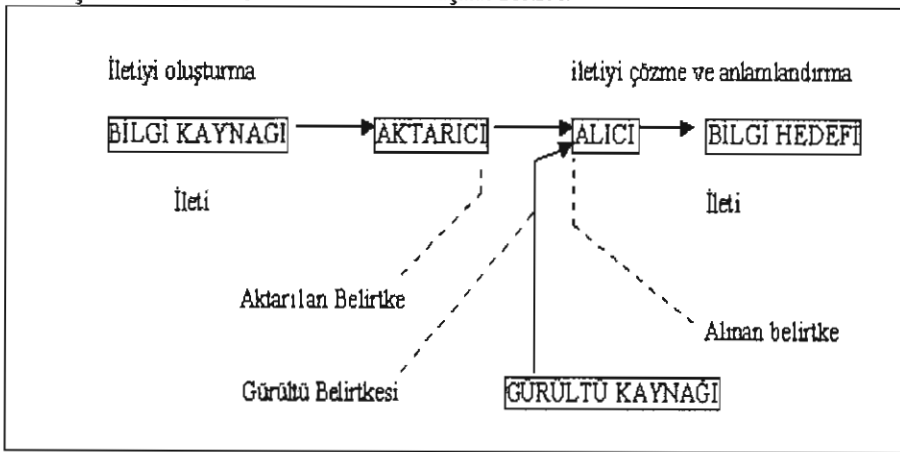 İletiyi oluşturma iletiyi çözme ve anlamlandırma
BİLGİ KAYNAGI AKTARICI ALICI BİLGİ HEDEFİ
İleti İleti
Aktarılan Belirtke
Alınan belirtke
Gürültü Belirtkesi
GÜRÜLTÜ KAYNAĞI